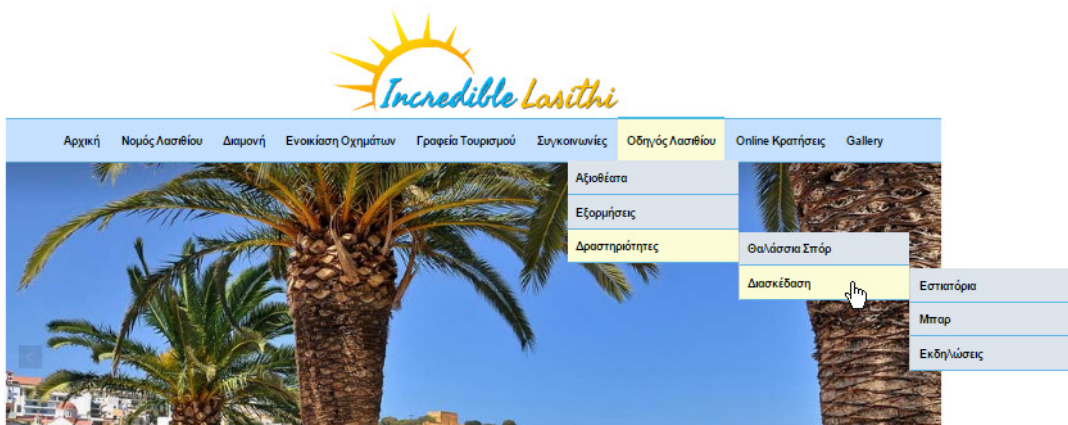 Incredible Lasithi
Αρχική Νομός Λασιθίου Διαμονή Ενοικίαση Οχημάτων Γραφεία Τουρισμού Συγκοινωνίες Οδηγός Λασιθίου Online Κρατήσεις Gallery
Αξιοθέατα
Εξορμήσεις
Δραστηριότητες
Θαλάσσια Σπόρ
Διασκέδαση
Εστιατόρια
Μπαρ
Εκδηλώσεις